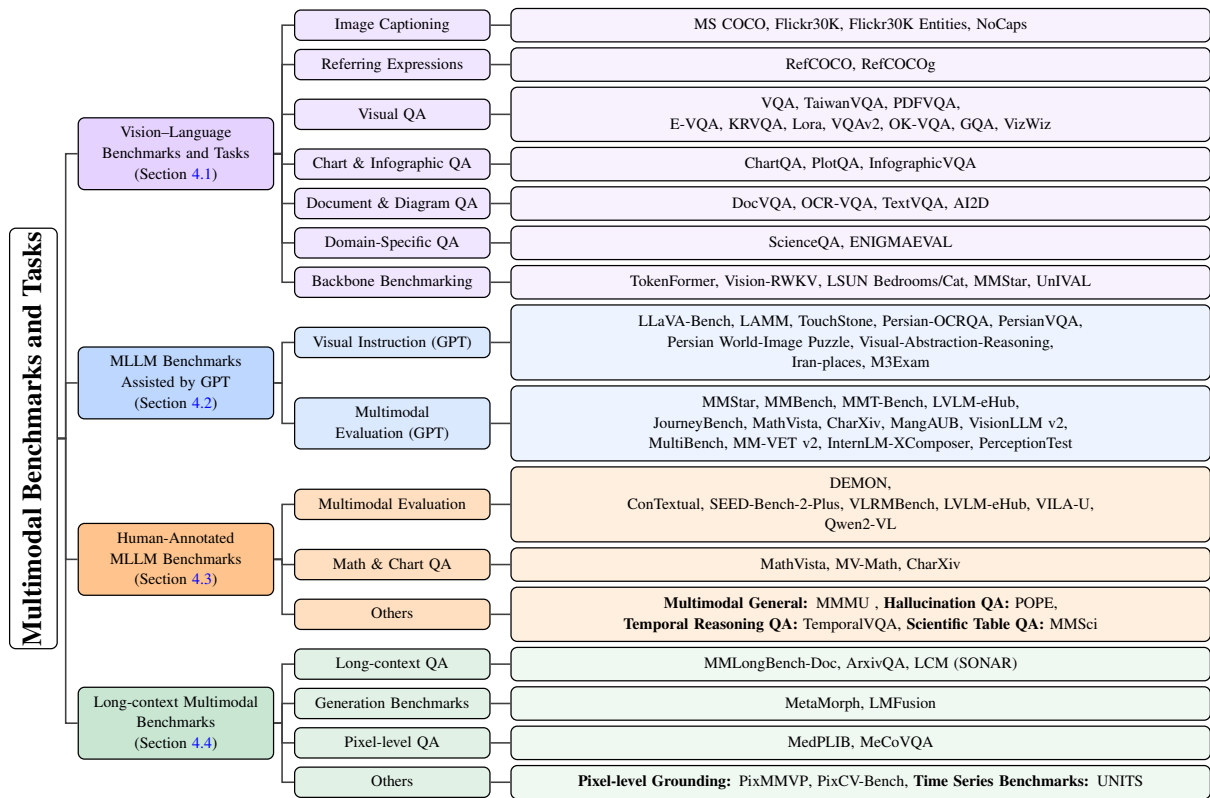 Multimodal Benchmarks and Tasks
Vision–Language
Benchmarks and Tasks
(Section 4.1)
Image Captioning
MS COCO, Flickr30K, Flickr30K Entities, NoCaps
Referring Expressions
RefCOCO, RefCOCOg
Visual QA
VQA, TaiwanVQA, PDFVQA,
E-VQA, KRVQA, Lora, VQAv2, OK-VQA, GQA, VizWiz
Chart & Infographic QA
ChartQA, PlotQA, InfographicVQA
Document & Diagram QA
DocVQA, OCR-VQA, TextVQA, AI2D
Domain-Specific QA
ScienceQA, ENIGMAEVAL
Backbone Benchmarking
TokenFormer, Vision-RWKV, LSUN Bedrooms/Cat, MMStar, UnIVAL
MLLM Benchmarks
Assisted by GPT
(Section 4.2)
Visual Instruction (GPT)
LLaVA-Bench, LAMM, TouchStone, Persian-OCRQA, PersianVQA,
Persian World-Image Puzzle, Visual-Abstraction-Reasoning,
Iran-places, M3Exam
Multimodal
Evaluation (GPT)
MMStar, MMBench, MMT-Bench, LVLM-eHub,
JourneyBench, MathVista, CharXiv, MangAUB, VisionLLM v2,
MultiBench, MM-VET v2, InternLM-XComposer, PerceptionTest
Human-Annotated
MLLM Benchmarks
(Section 4.3)
Multimodal Evaluation
DEMON,
ConTextual, SEED-Bench-2-Plus, VLRMBench, LVLM-eHub, VILA-U,
Qwen2-VL
Math & Chart QA
MathVista, MV-Math, CharXiv
Others
Multimodal General: MMMU , Hallucination QA: POPE,
Temporal Reasoning QA: TemporalVQA, Scientific Table QA: MMSci
Long-context Multimodal
Benchmarks
(Section 4.4)
Long-context QA
MMLongBench-Doc, ArxivQA, LCM (SONAR)
Generation Benchmarks
MetaMorph, LMFusion
Pixel-level QA
MedPLIB, MeCoVQA
Others
Pixel-level Grounding: PixMMVP, PixCV-Bench, Time Series Benchmarks: UNITS